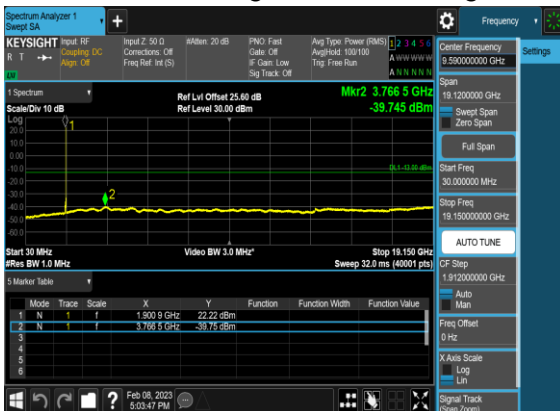 Spectrum Analyzer 1
Swept SA
Frequency
KEYSIGHT
R T
LV
Input: RF
Coupling: DC
Align: Off
Input Z: 50 Ω
Corrections: Off
Freq Ref: Int (S)
#Atten: 20 dB
PNO: Fast
Gate: Off
IF Gain: Low
Sig Track: Off
Avg Type: Power (RMS)
Avg|Hold: 100/100
Trig: Free Run
1 2 3 4 5 6
A W W W W W
A N N N N N
1 Spectrum
Scale/Div 10 dB
Log
Ref Lvl Offset 25.60 dB
Ref Level 30.00 dBm
Mkr2 3.766 5 GHz
-39.745 dBm
20.0
10.0
0.00
-10.0
-20.0
-30.0
-40.0
-50.0
-60.0
1
2
DL1 -13.00 dBm
Start 30 MHz
#Res BW 1.0 MHz
Video BW 3.0 MHz*
Stop 19.150 GHz
Sweep 32.0 ms (40001 pts)
5 Marker Table
Mode Trace Scale X Y Function Function Width Function Value
1 N 1 f 1.900 9 GHz 22.22 dBm
2 N 1 f 3.766 5 GHz -39.75 dBm
3
4
5
6
Feb 08, 2023
5:03:47 PM
Center Frequency
9.590000000 GHz
Span
19.1200000 GHz
Swept Span
Zero Span
Full Span
Start Freq
30.000000 MHz
Stop Freq
19.150000000 GHz
AUTO TUNE
CF Step
1.912000000 GHz
Auto
Man
Freq Offset
0 Hz
X Axis Scale
Log
Lin
Signal Track
(Span Zoom)
Settings